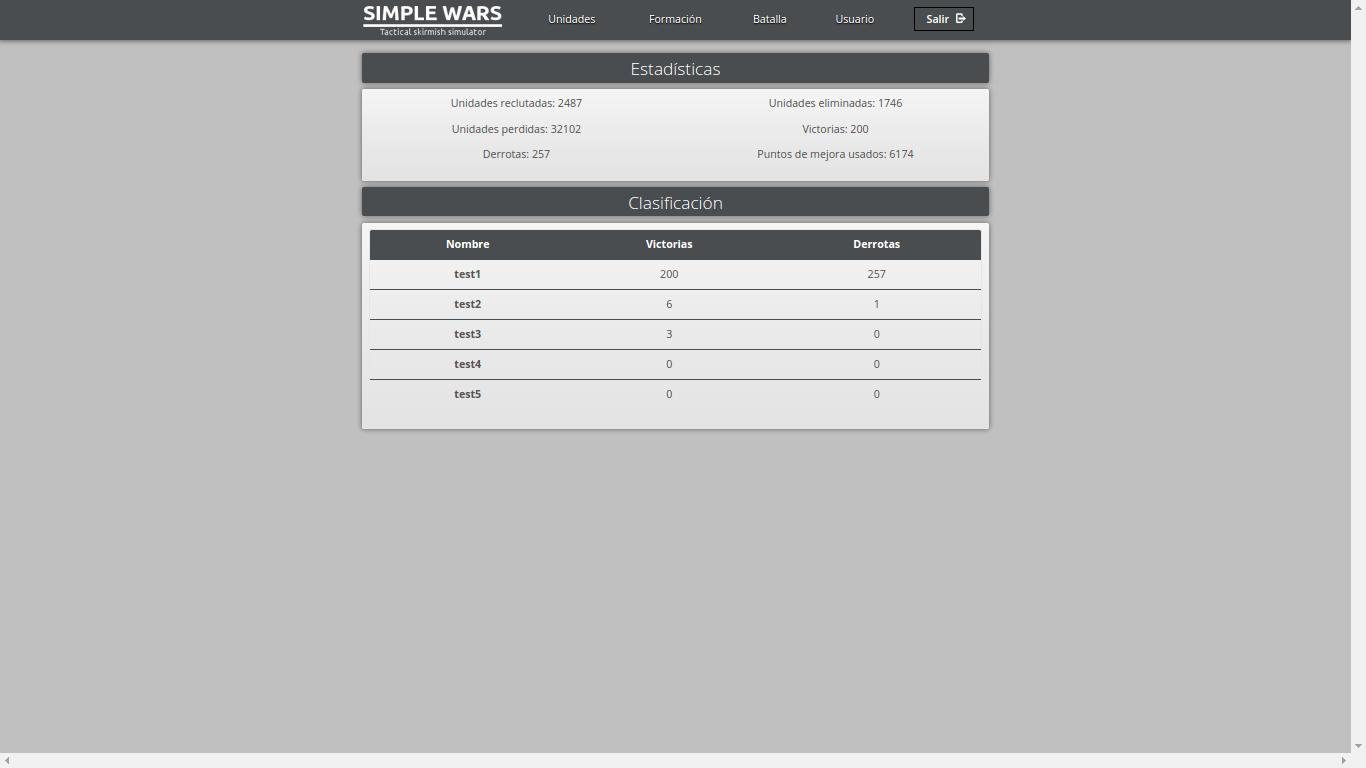 SIMPLE WARS
Tactical skirmish simulator
Unidades Formación Batalla Usuario Salir
Estadísticas
Unidades reclutadas: 2487 Unidades eliminadas: 1746
Unidades perdidas: 32102 Victorias: 200
Derrotas: 257 Puntos de mejora usados: 6174
Clasificación
Nombre Victorias Derrotas
test1 200 257
test2 6 1
test3 3 0
test4 0 0
test5 0 0